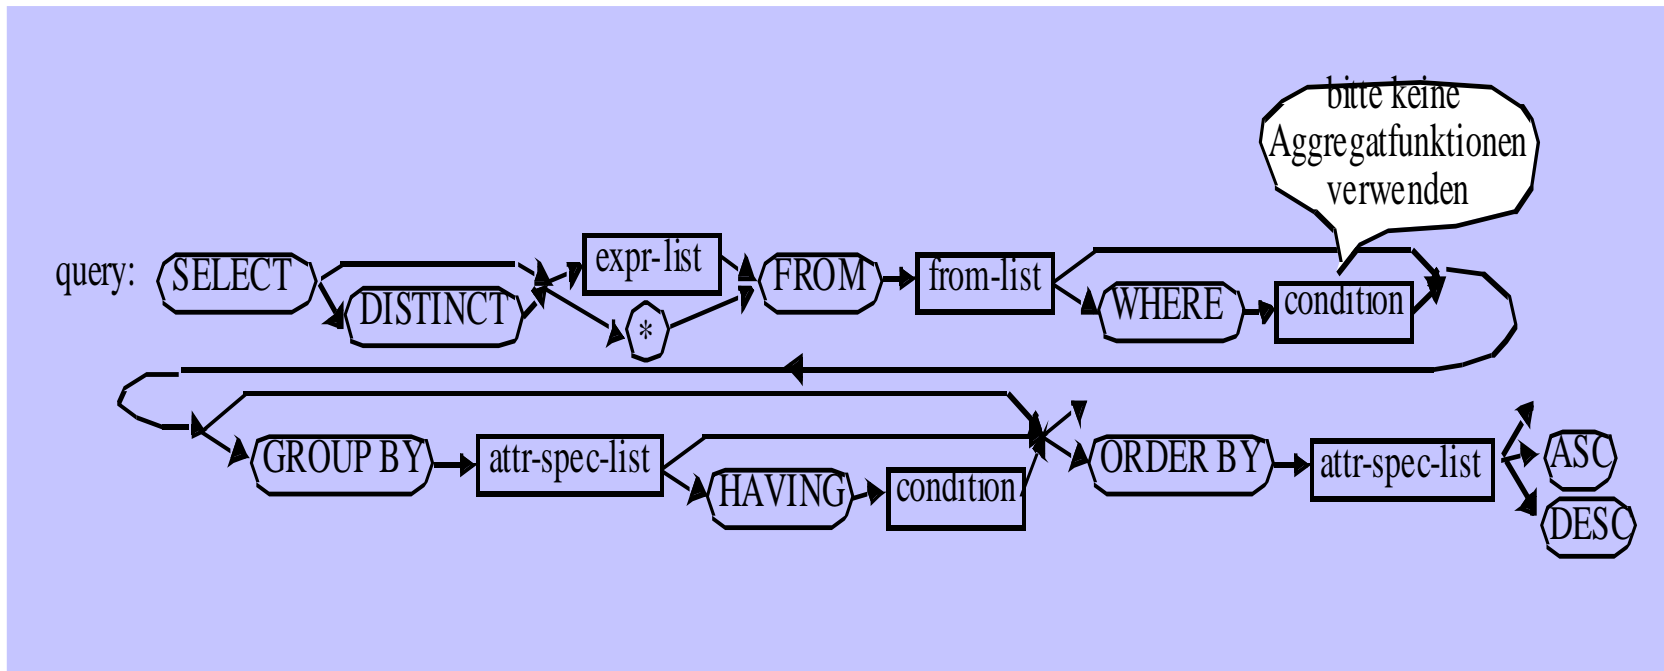 bitte keine
Aggregatfunktionen
verwenden
query: SELECT DISTINCT expr-list * FROM from-list WHERE condition
GROUP BY attr-spec-list HAVING condition ORDER BY attr-spec-list ASC
DESC